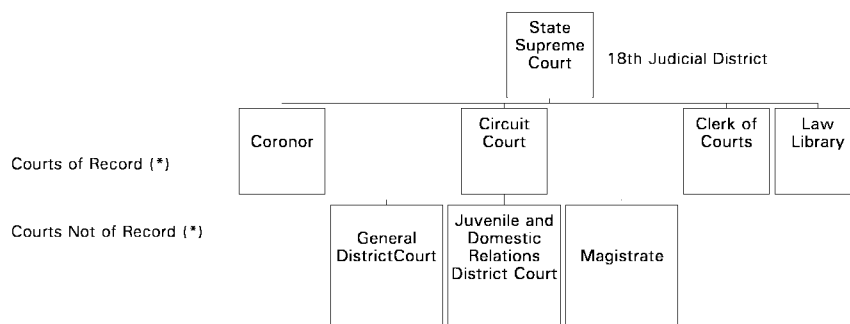 State
Supreme
Court
18th Judicial District
Coronor
Circuit
Court
Clerk of
Courts
Law
Library
Courts of Record (*)
Courts Not of Record (*)
General
DistrictCourt
Juvenile and
Domestic
Relations
District Court
Magistrate